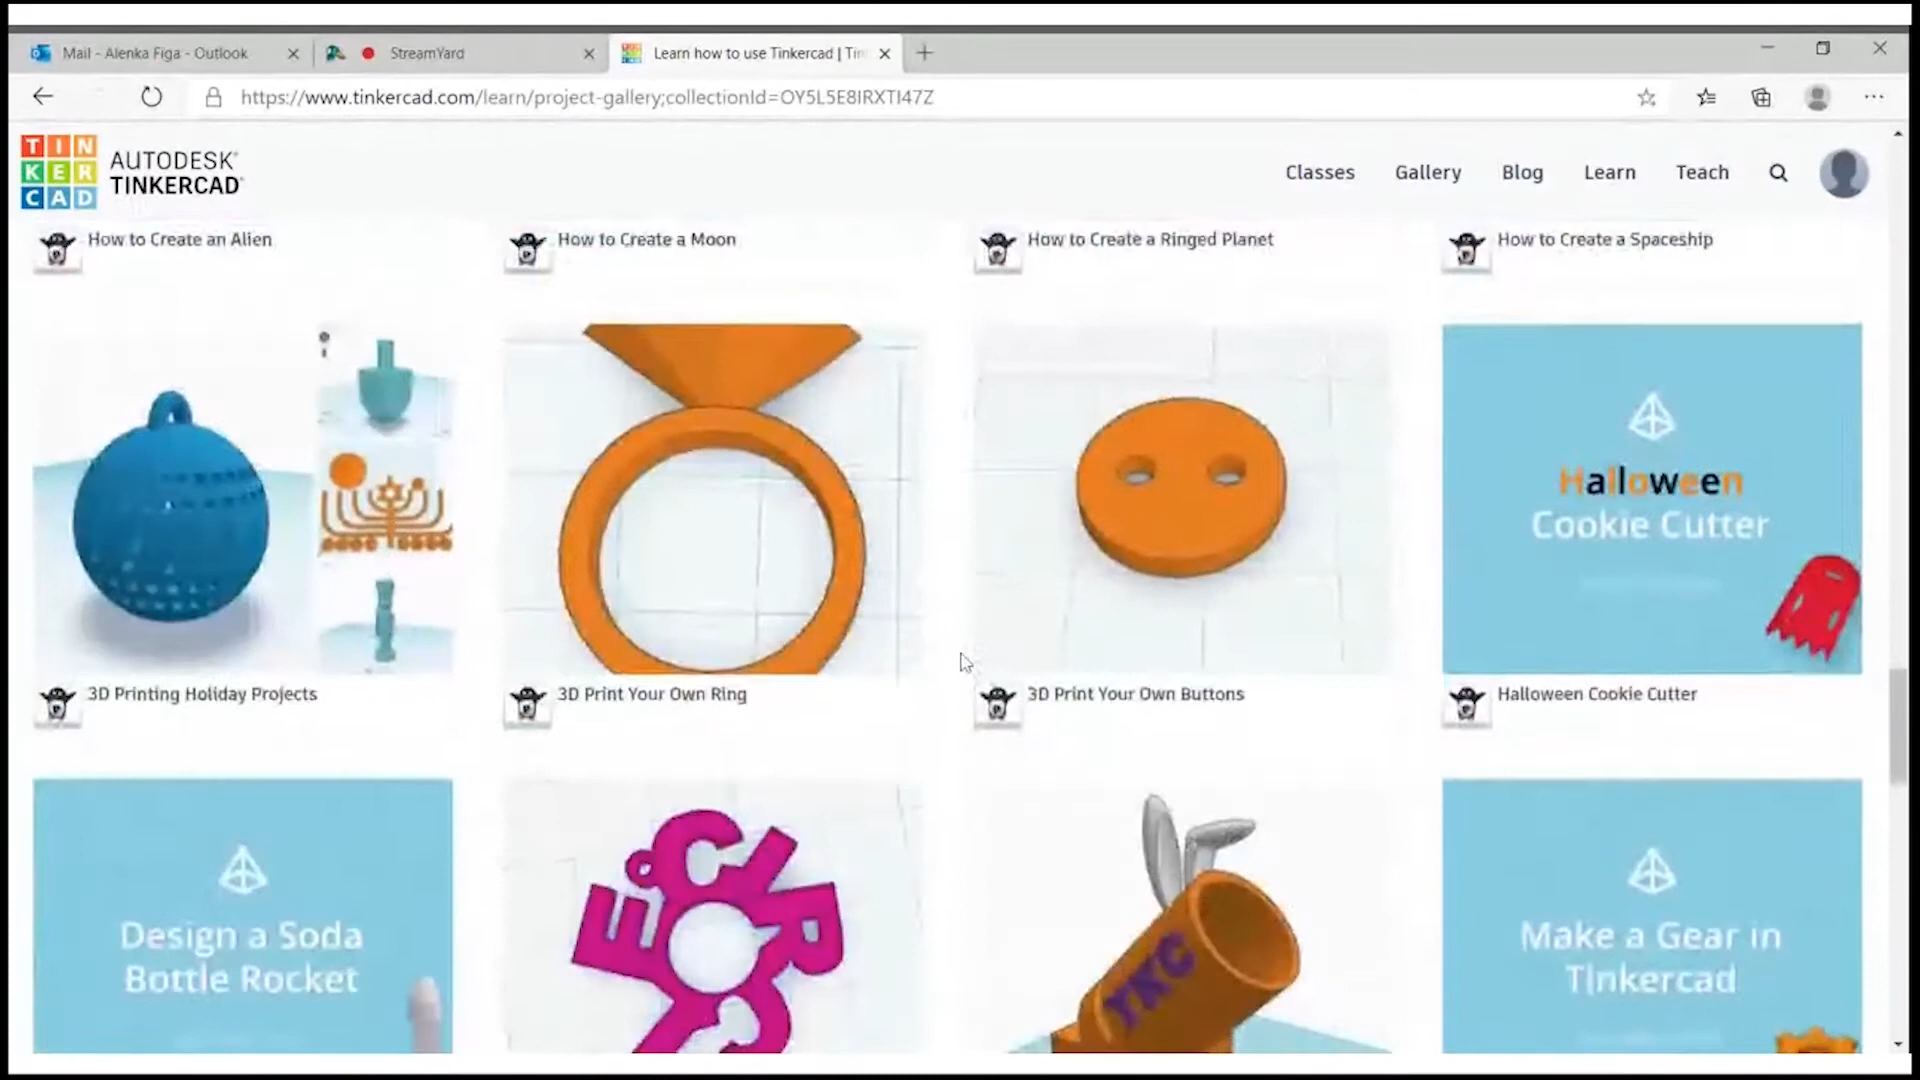 Mail - Alenka Figa - Outlook
StreamYard
Learn how to use Tinkercad | Tin
https://www.tinkercad.com/learn/project-gallery;collectionId=OY5L5E8IRXTI47Z
TIN
KER
CAD
AUTODESK
TINKERCAD
Classes
Gallery
Blog
Learn
Teach
How to Create an Alien
How to Create a Moon
How to Create a Ringed Planet
How to Create a Spaceship
Halloween
Cookie Cutter
3D Printing Holiday Projects
3D Print Your Own Ring
3D Print Your Own Buttons
Halloween Cookie Cutter
Design a Soda
Bottle Rocket
YKC
Make a Gear in
Tinkercad